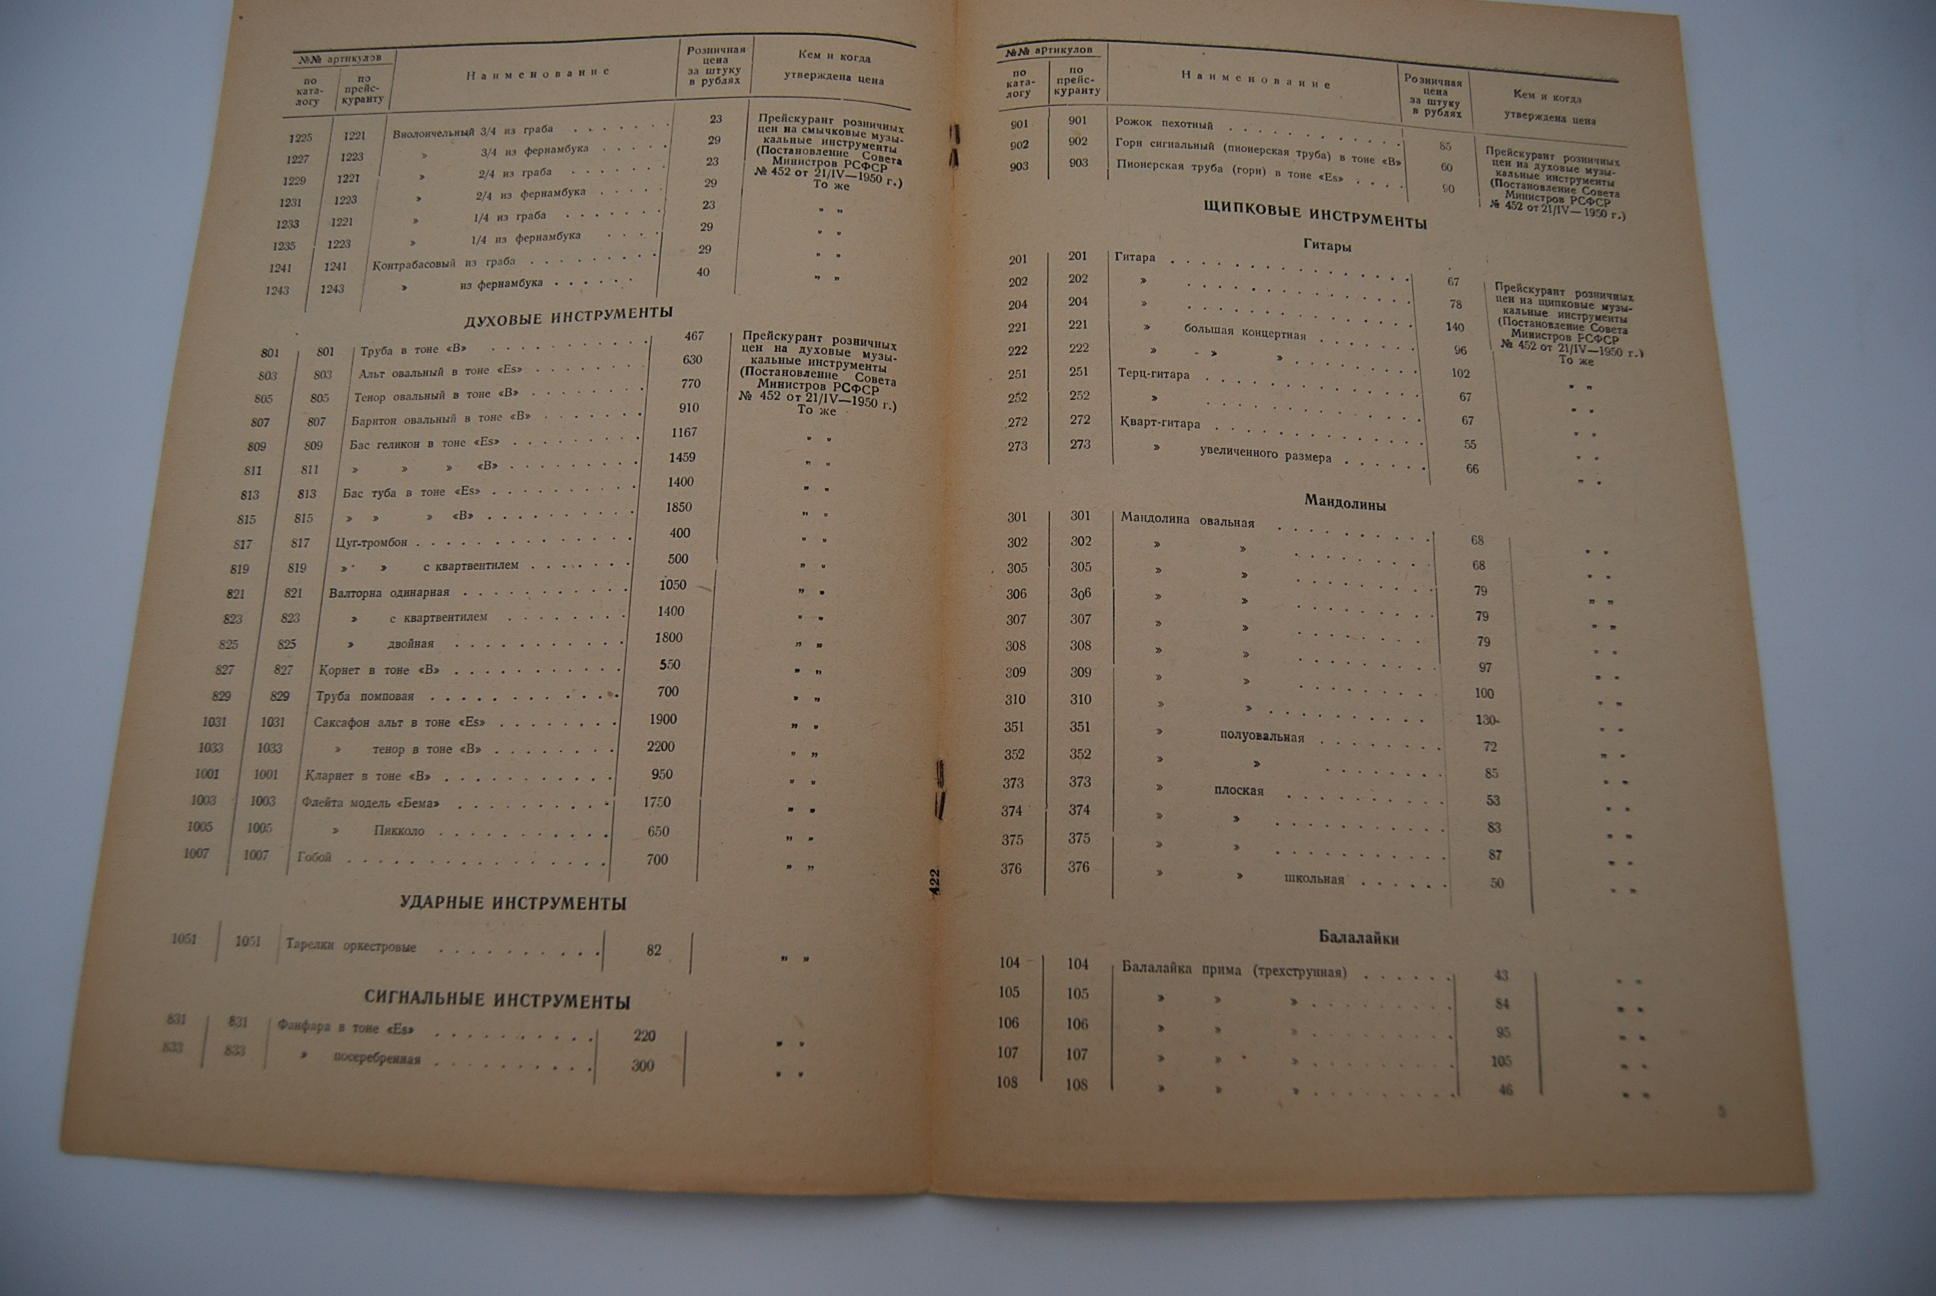 №№ артикулов
по каталогу
по прейскуранту
Наименование
Розничная цена за штуку в рублях
Кем и когда утверждена цена
1225 1221 Виолончельный 3/4 из граба 23 Прейскурант розничных
цен на смычковые музы-
кальные инструменты
(Постановление Совета
Министров РСФСР
№ 452 от 21/IV—1950 г.)
1227 1223 » 3/4 из фернамбука 29
1229 1221 » 2/4 из граба 23
1231 1223 » 2/4 из фернамбука 29 То же
1233 1221 » 1/4 из граба 23 " "
1235 1223 » 1/4 из фернамбука 29 " "
1241 1241 Контрабасовый из граба 29 " "
1243 1243 » из фернамбука 40 " "
ДУХОВЫЕ ИНСТРУМЕНТЫ
801 801 Труба в тоне «В» 467 Прейскурант розничных
цен на духовые музы-
кальные инструменты
(Постановление Совета
Министров РСФСР
№ 452 от 21/IV—1950 г.)
803 803 Альт овальный в тоне «Es» 630
805 805 Тенор овальный в тоне «В» 770
807 807 Баритон овальный в тоне «В» 910 То же
809 809 Бас геликон в тоне «Es» 1167 " "
811 811 » » » «В» 1459 " "
813 813 Бас туба в тоне «Es» 1400 " "
815 815 » » » «В» 1850 " "
817 817 Цуг-тромбон 400 " "
819 819 » » с квартвентилем 500 " "
821 821 Валторна одинарная 1050 " "
823 823 » с квартвентилем 1400 " "
825 825 » двойная 1800 " "
827 827 Корнет в тоне «В» 550 " "
829 829 Труба помповая 700 " "
1031 1031 Саксафон альт в тоне «Es» 1900 " "
1033 1033 » тенор в тоне «В» 2200 " "
1001 1001 Кларнет в тоне «В» 950 " "
1003 1003 Флейта модель «Бема» 1750 " "
1005 1005 » Пикколо 650 " "
1007 1007 Гобой 700 " "
УДАРНЫЕ ИНСТРУМЕНТЫ
1051 1051 Тарелки оркестровые 82 " "
СИГНАЛЬНЫЕ ИНСТРУМЕНТЫ
831 831 Фанфара в тоне «Es» 220 " "
833 833 » посеребренная 300 " "
422
№№ артикулов
по каталогу
по прейскуранту
Наименование
Розничная цена за штуку в рублях
Кем и когда утверждена цена
901 901 Рожок пехотный 85 Прейскурант розничных
цен на духовые музы-
кальные инструменты
(Постановление Совета
Министров РСФСР
№ 452 от 21/IV—1950 г.)
902 902 Горн сигнальный (пионерская труба) в тоне «В» 60
903 903 Пионерская труба (горн) в тоне «Es» 90
ЩИПКОВЫЕ ИНСТРУМЕНТЫ
Гитары
201 201 Гитара 67 Прейскурант розничных
цен на щипковые музы-
кальные инструменты
(Постановление Совета
Министров РСФСР
№ 452 от 21/IV—1950 г.)
202 202 » 78
204 204 » 140
221 221 » большая концертная 96 То же
222 222 » » » 102 " "
251 251 Терц-гитара 67 " "
252 252 » 67 " "
272 272 Кварт-гитара 55 " "
273 273 » увеличенного размера 66 " "
Мандолины
301 301 Мандолина овальная 68 " "
302 302 » » 68 " "
305 305 » » 79 " "
306 306 » » 79 " "
307 307 » » 79 " "
308 308 » » 97 " "
309 309 » » 100 " "
310 310 » » 130 " "
351 351 » полуовальная 72 " "
352 352 » » 85 " "
373 373 » плоская 53 " "
374 374 » » 83 " "
375 375 » » 87 " "
376 376 » » школьная 50 " "
Балалайки
104 104 Балалайка прима (трехструнная) 43 " "
105 105 » » » 84 " "
106 106 » » » 95 " "
107 107 » » » 105 " "
108 108 » » » 46 " "
5